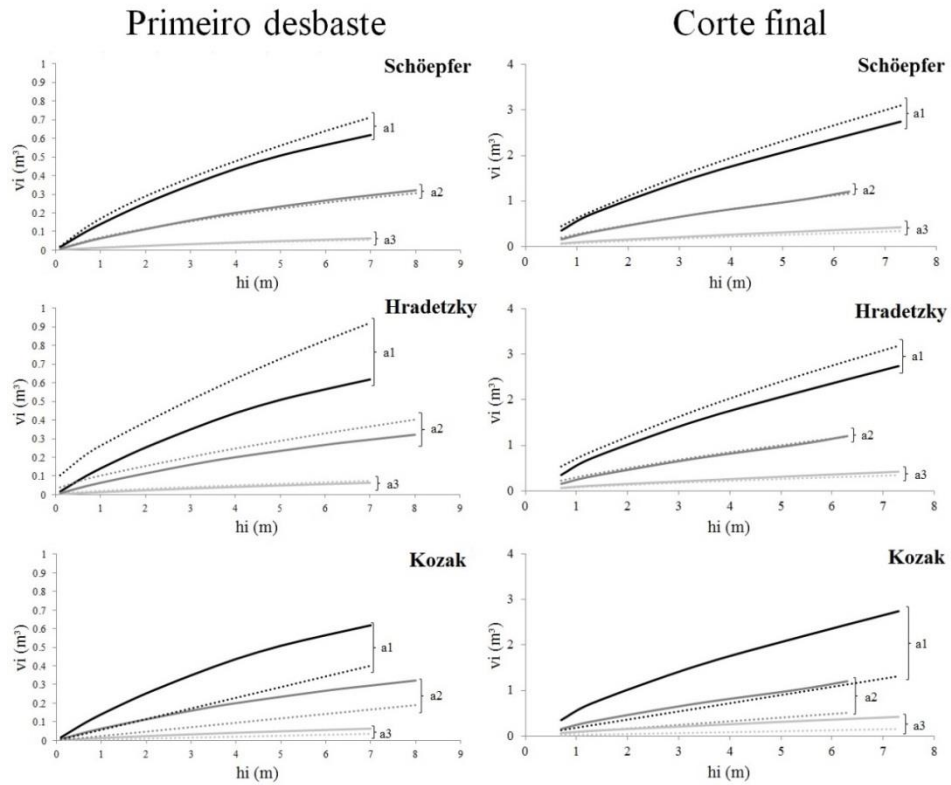 Primeiro desbaste
Corte final
Schöepfer
1
0.9
0.8
0.7
0.6
0.5
0.4
0.3
0.2
0.1
0
vi (m³)
a1
a2
a3
0 1 2 3 4 5 6 7 8 9
hi (m)
Schöepfer
4
3
2
1
0
vi (m³)
a1
a2
a3
0 1 2 3 4 5 6 7 8
hi (m)
Hradetzky
1
0.9
0.8
0.7
0.6
0.5
0.4
0.3
0.2
0.1
0
vi (m³)
a1
a2
a3
0 1 2 3 4 5 6 7 8 9
hi (m)
Hradetzky
4
3
2
1
0
vi (m³)
a1
a2
a3
0 1 2 3 4 5 6 7 8
hi (m)
Kozak
1
0.9
0.8
0.7
0.6
0.5
0.4
0.3
0.2
0.1
0
vi (m³)
a1
a2
a3
0 1 2 3 4 5 6 7 8 9
hi (m)
Kozak
4
3
2
1
0
vi (m³)
a1
a2
a3
0 1 2 3 4 5 6 7 8
hi (m)